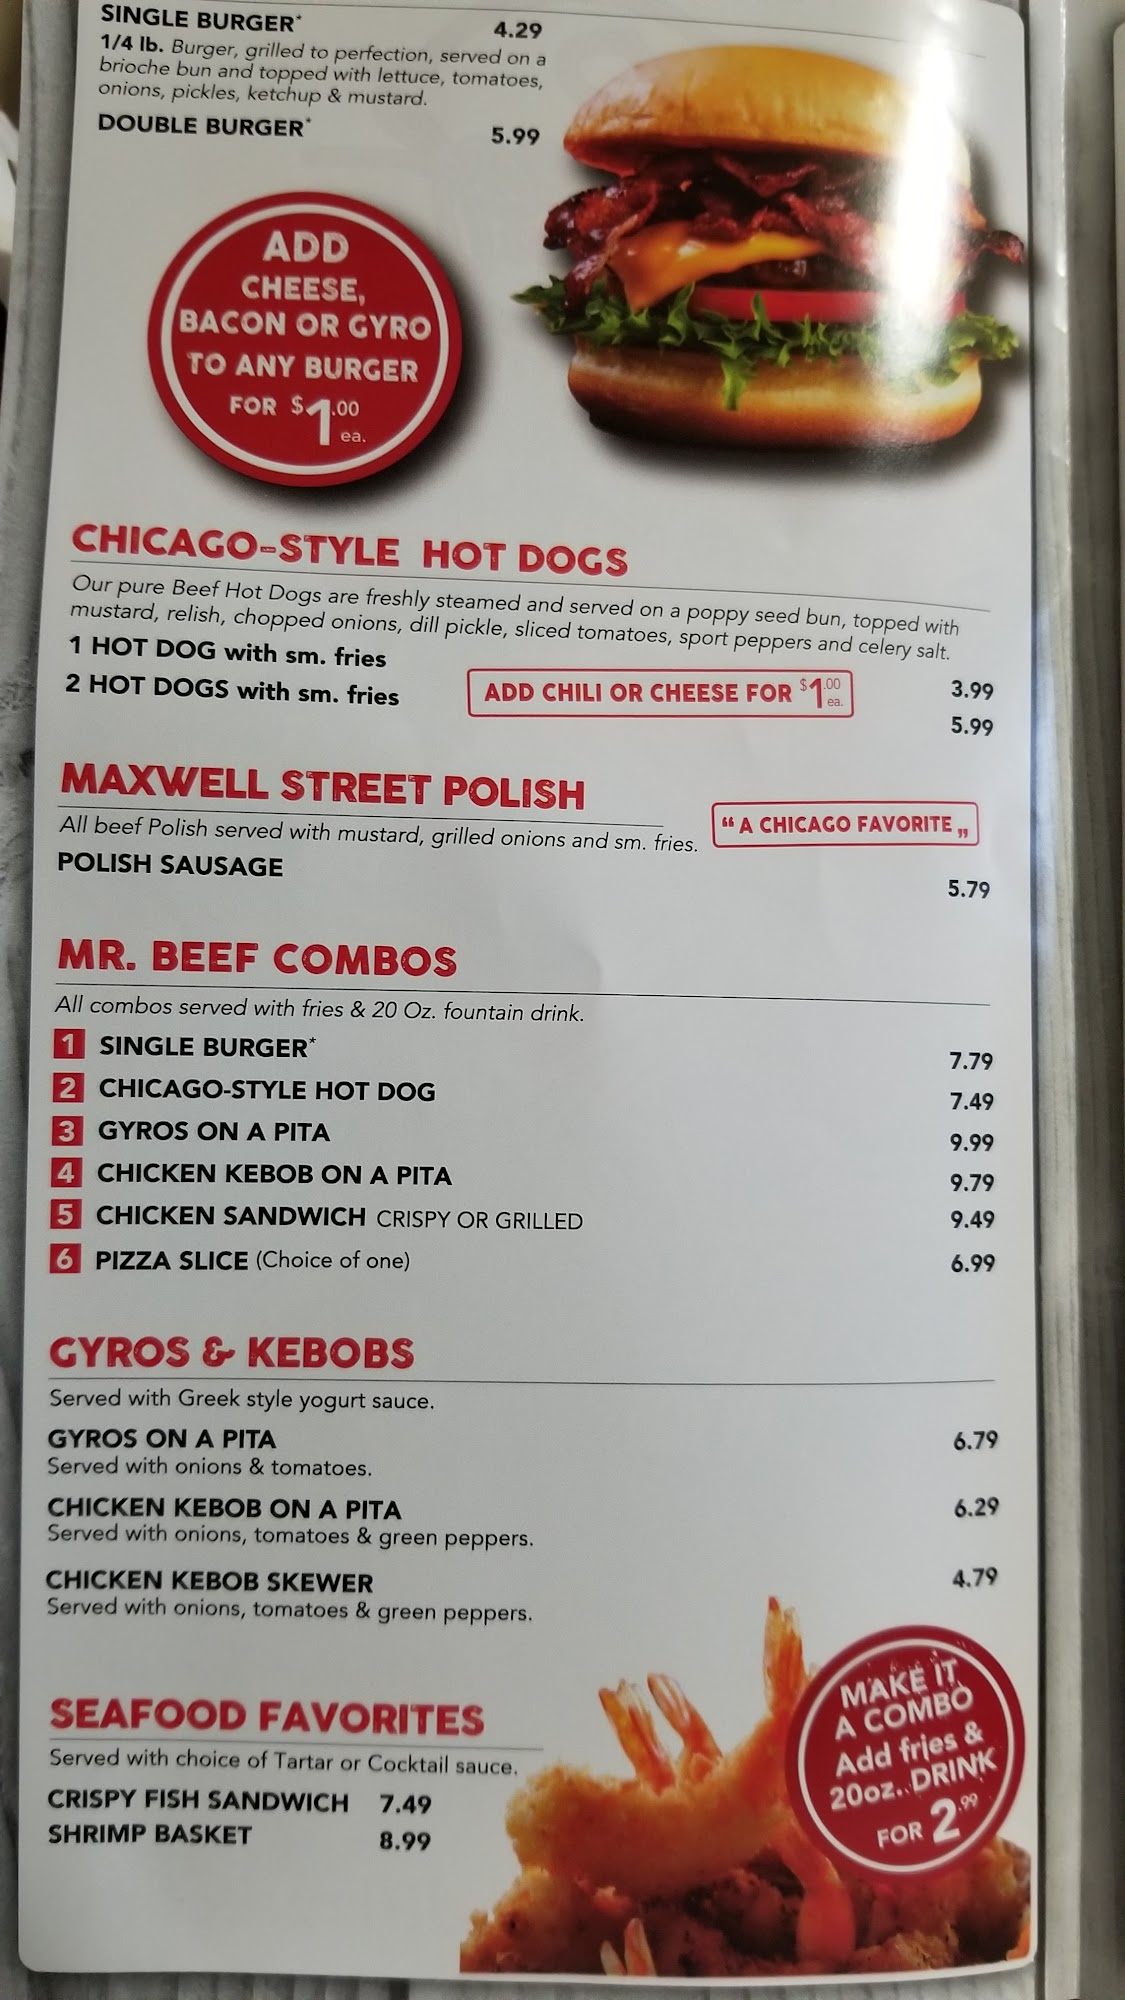 SINGLE BURGER* 4.29
1/4 lb. Burger, grilled to perfection, served on a
brioche bun and topped with lettuce, tomatoes,
onions, pickles, ketchup & mustard.
DOUBLE BURGER* 5.99
ADD
CHEESE,
BACON OR GYRO
TO ANY BURGER
FOR $1.00
ea.
CHICAGO-STYLE HOT DOGS
Our pure Beef Hot Dogs are freshly steamed and served on a poppy seed bun, topped with
mustard, relish, chopped onions, dill pickle, sliced tomatoes, sport peppers and celery salt.
1 HOT DOG with sm. fries 3.99
2 HOT DOGS with sm. fries 5.99
ADD CHILI OR CHEESE FOR $1.00 ea.
MAXWELL STREET POLISH
All beef Polish served with mustard, grilled onions and sm. fries.
“ A CHICAGO FAVORITE „
POLISH SAUSAGE 5.79
MR. BEEF COMBOS
All combos served with fries & 20 Oz. fountain drink.
1 SINGLE BURGER* 7.79
2 CHICAGO-STYLE HOT DOG 7.49
3 GYROS ON A PITA 9.99
4 CHICKEN KEBOB ON A PITA 9.79
5 CHICKEN SANDWICH CRISPY OR GRILLED 9.49
6 PIZZA SLICE (Choice of one) 6.99
GYROS & KEBOBS
Served with Greek style yogurt sauce.
GYROS ON A PITA 6.79
Served with onions & tomatoes.
CHICKEN KEBOB ON A PITA 6.29
Served with onions, tomatoes & green peppers.
CHICKEN KEBOB SKEWER 4.79
Served with onions, tomatoes & green peppers.
SEAFOOD FAVORITES
Served with choice of Tartar or Cocktail sauce.
CRISPY FISH SANDWICH 7.49
SHRIMP BASKET 8.99
MAKE IT
A COMBO
Add fries &
20oz.. DRINK
FOR 2.99